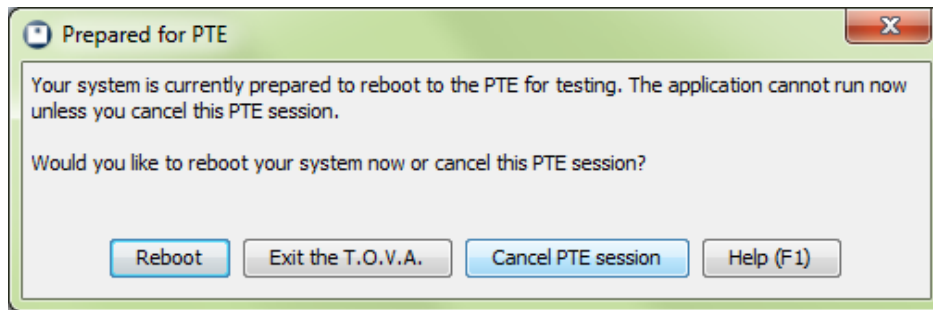 Prepared for PTE
Your system is currently prepared to reboot to the PTE for testing. The application cannot run now
unless you cancel this PTE session.
Would you like to reboot your system now or cancel this PTE session?
Reboot Exit the T.O.V.A. Cancel PTE session Help (F1)